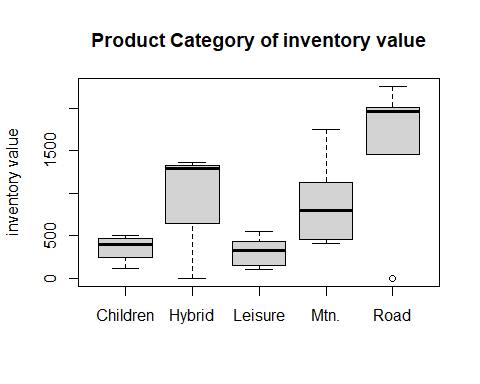 Product Category of inventory value
inventory value
1500
500
0
Children Hybrid Leisure Mtn. Road